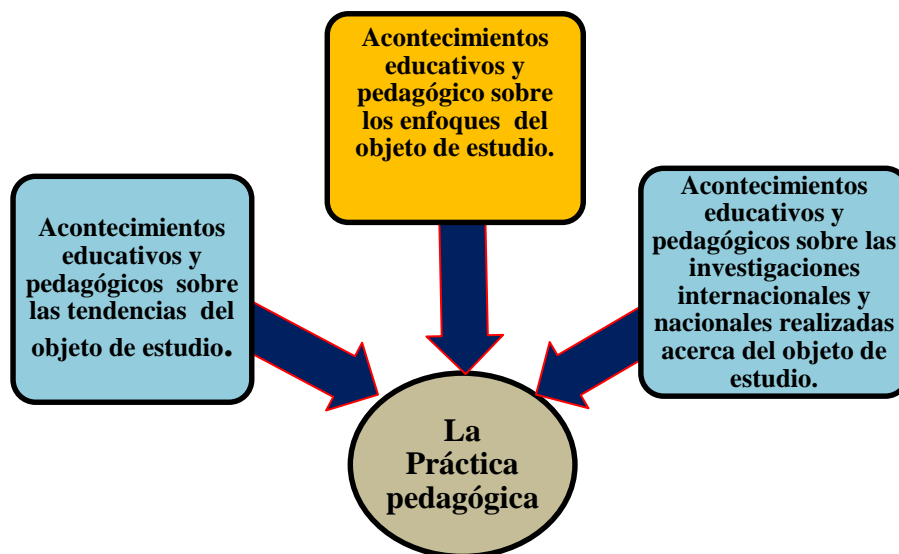 Acontecimientos
educativos y
pedagógico sobre
los enfoques del
objeto de estudio.
Acontecimientos
educativos y
pedagógicos sobre
las tendencias del
objeto de estudio.
Acontecimientos
educativos y
pedagógicos sobre las
investigaciones
internacionales y
nacionales realizadas
acerca del objeto de
estudio.
La
Práctica
pedagógica